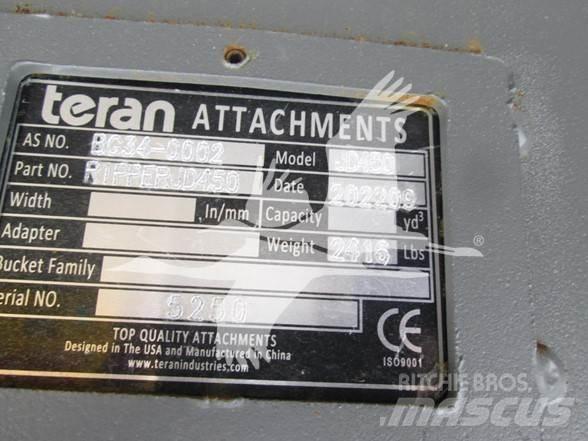 teran ATTACHMENTS
AS NO. BG34-0002 Model JD450
Part NO. RIPPERJD450 Date 202209
Width In/mm Capacity yd³
Adapter Weight 2416 Lbs
Bucket Family
erial NO. 5250
TOP QUALITY ATTACHMENTS
Designed in The USA and Manufactured in China
www.teranindustries.com
CE
ISO9001
RITCHIE BROS.
MASCUS